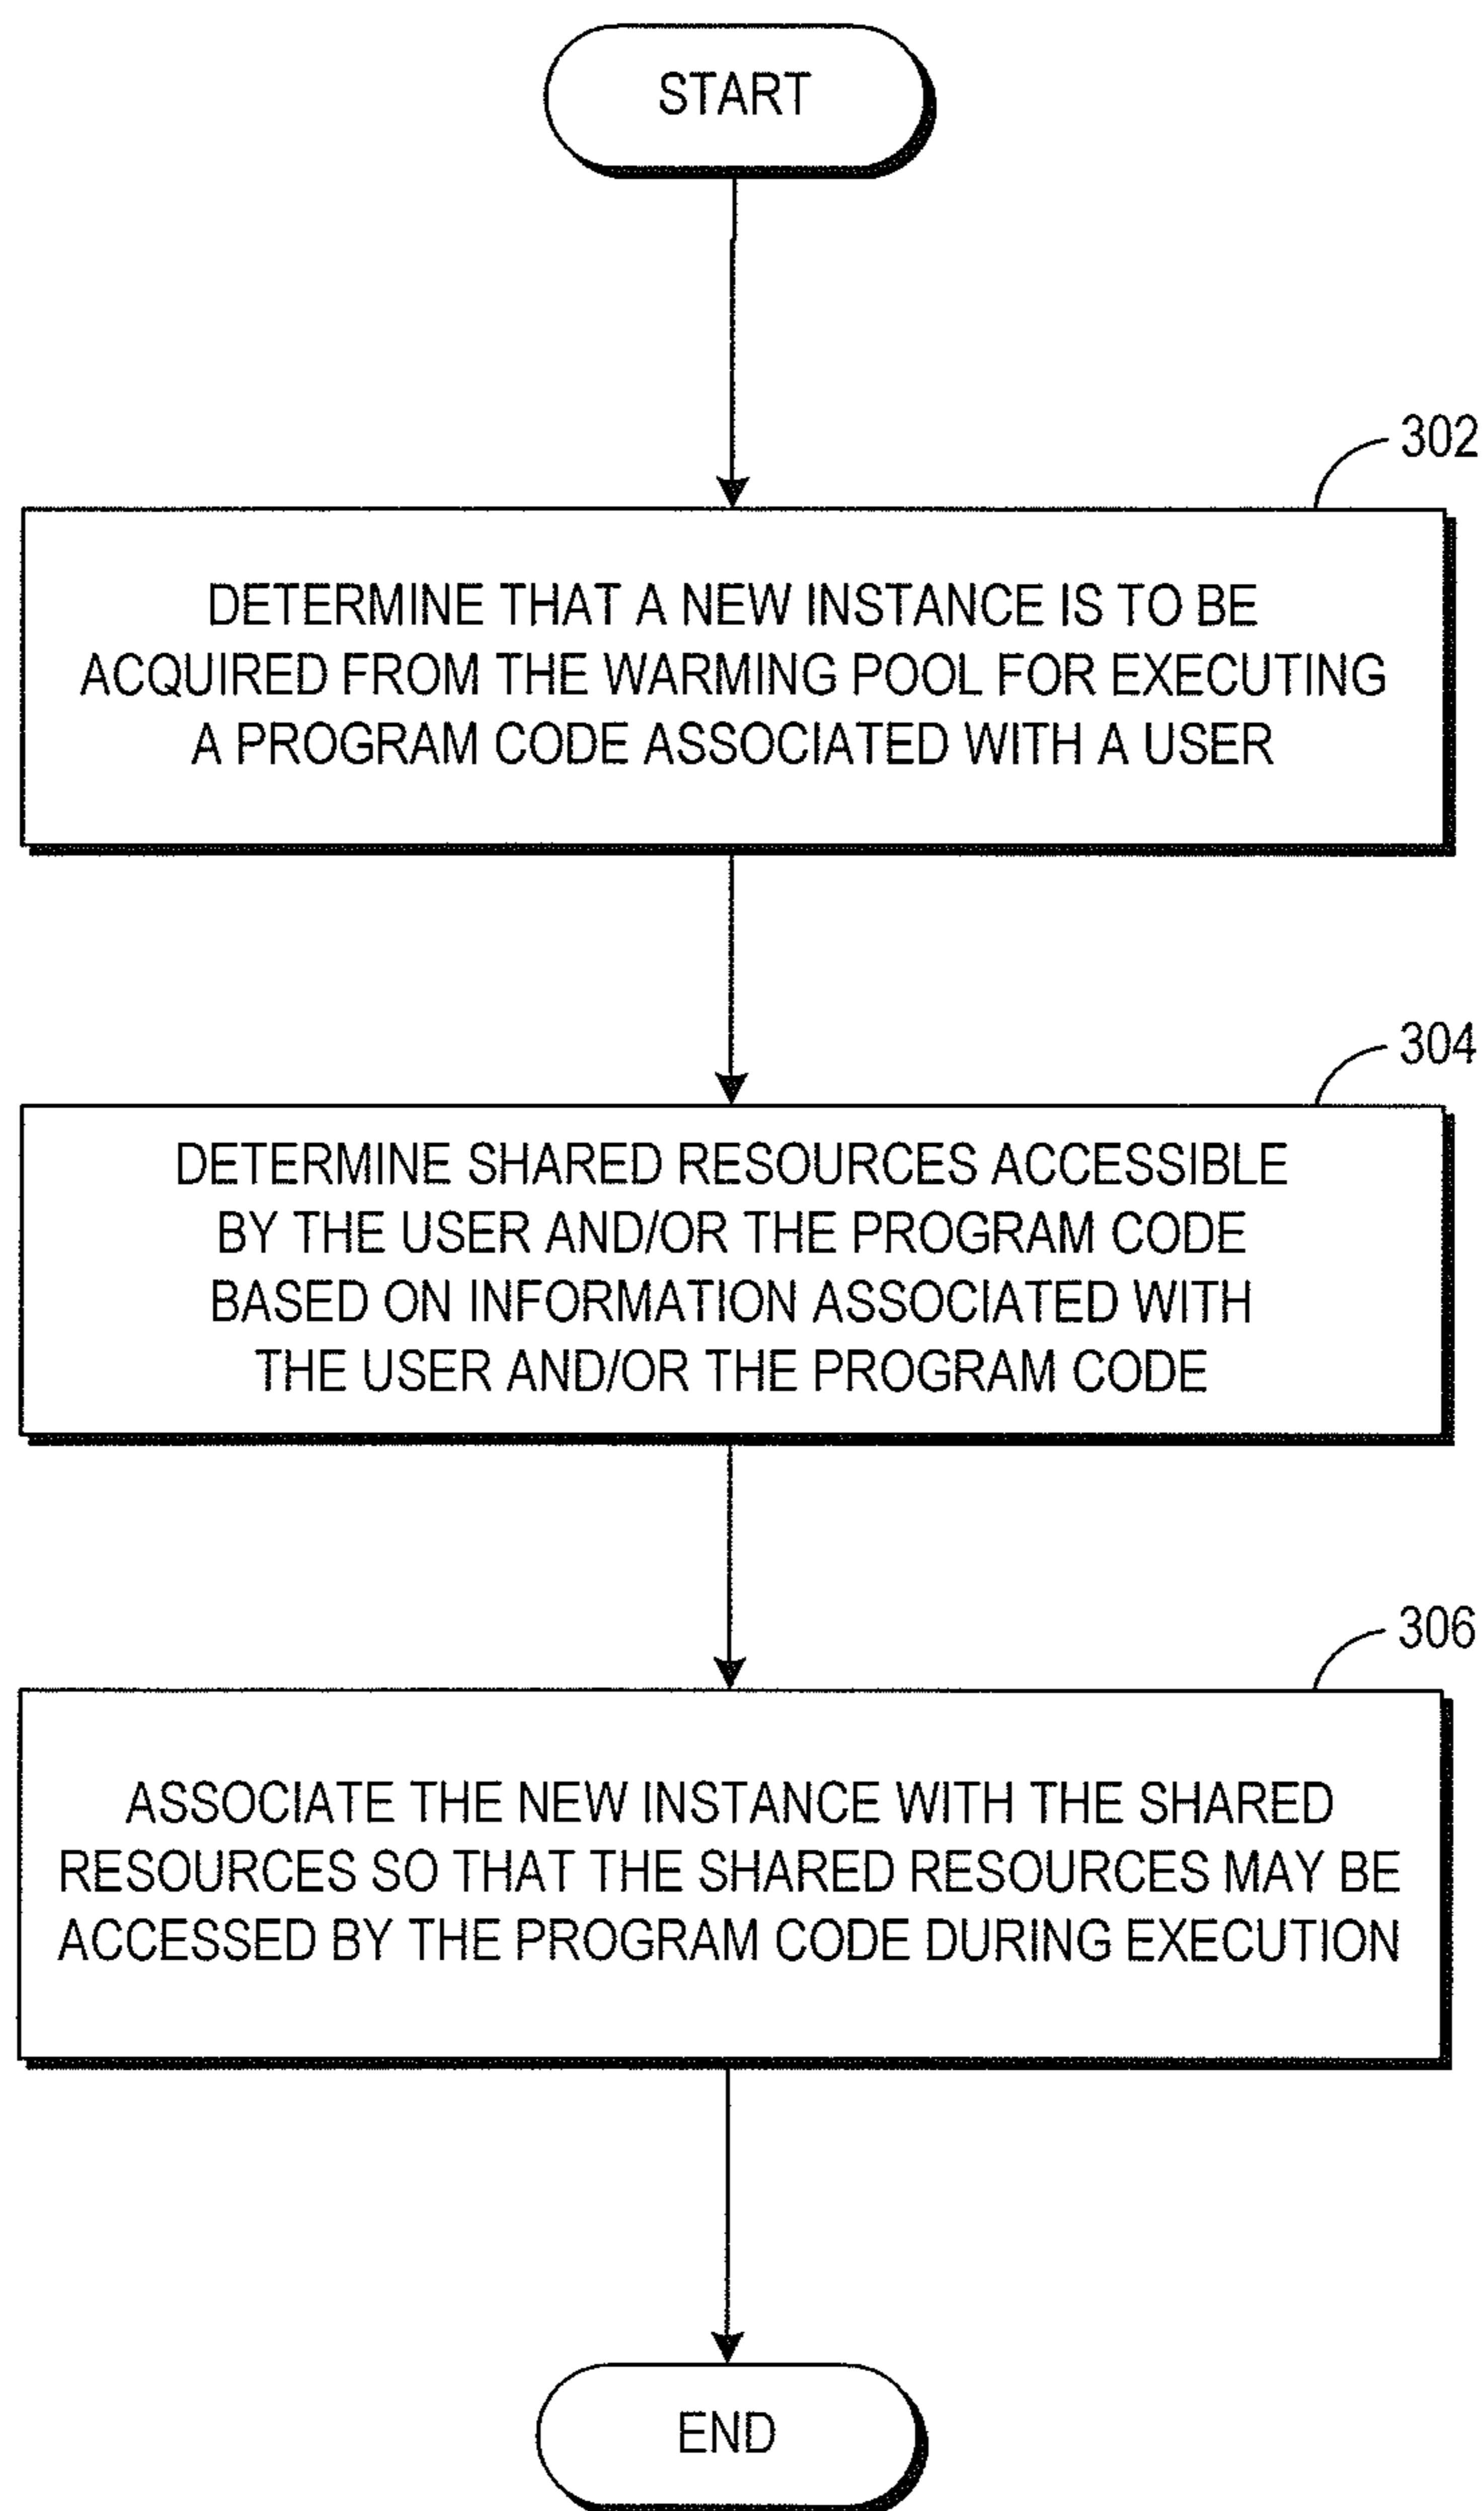 START
302
DETERMINE THAT A NEW INSTANCE IS TO BE
ACQUIRED FROM THE WARMING POOL FOR EXECUTING
A PROGRAM CODE ASSOCIATED WITH A USER
304
DETERMINE SHARED RESOURCES ACCESSIBLE
BY THE USER AND/OR THE PROGRAM CODE
BASED ON INFORMATION ASSOCIATED WITH
THE USER AND/OR THE PROGRAM CODE
306
ASSOCIATE THE NEW INSTANCE WITH THE SHARED
RESOURCES SO THAT THE SHARED RESOURCES MAY BE
ACCESSED BY THE PROGRAM CODE DURING EXECUTION
END